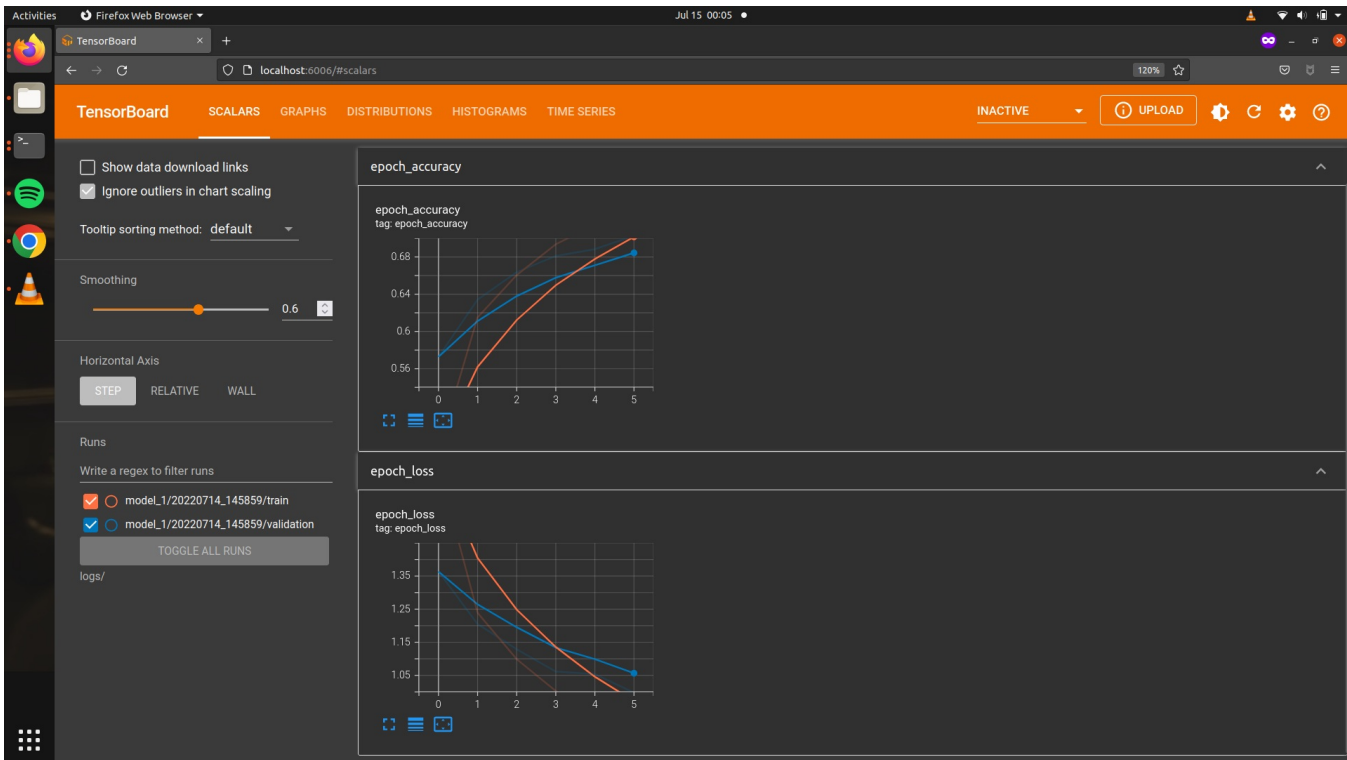 Activities Firefox Web Browser Jul 15 00:05
TensorBoard × +
localhost:6006/#scalars 120%
TensorBoard SCALARS GRAPHS DISTRIBUTIONS HISTOGRAMS TIME SERIES INACTIVE UPLOAD
Show data download links
Ignore outliers in chart scaling
Tooltip sorting method: default
Smoothing
0.6
Horizontal Axis
STEP RELATIVE WALL
Runs
Write a regex to filter runs
model_1/20220714_145859/train
model_1/20220714_145859/validation
TOGGLE ALL RUNS
logs/
epoch_accuracy
epoch_accuracy
tag: epoch_accuracy
0.68
0.64
0.6
0.56
0 1 2 3 4 5
epoch_loss
epoch_loss
tag: epoch_loss
1.35
1.25
1.15
1.05
0 1 2 3 4 5